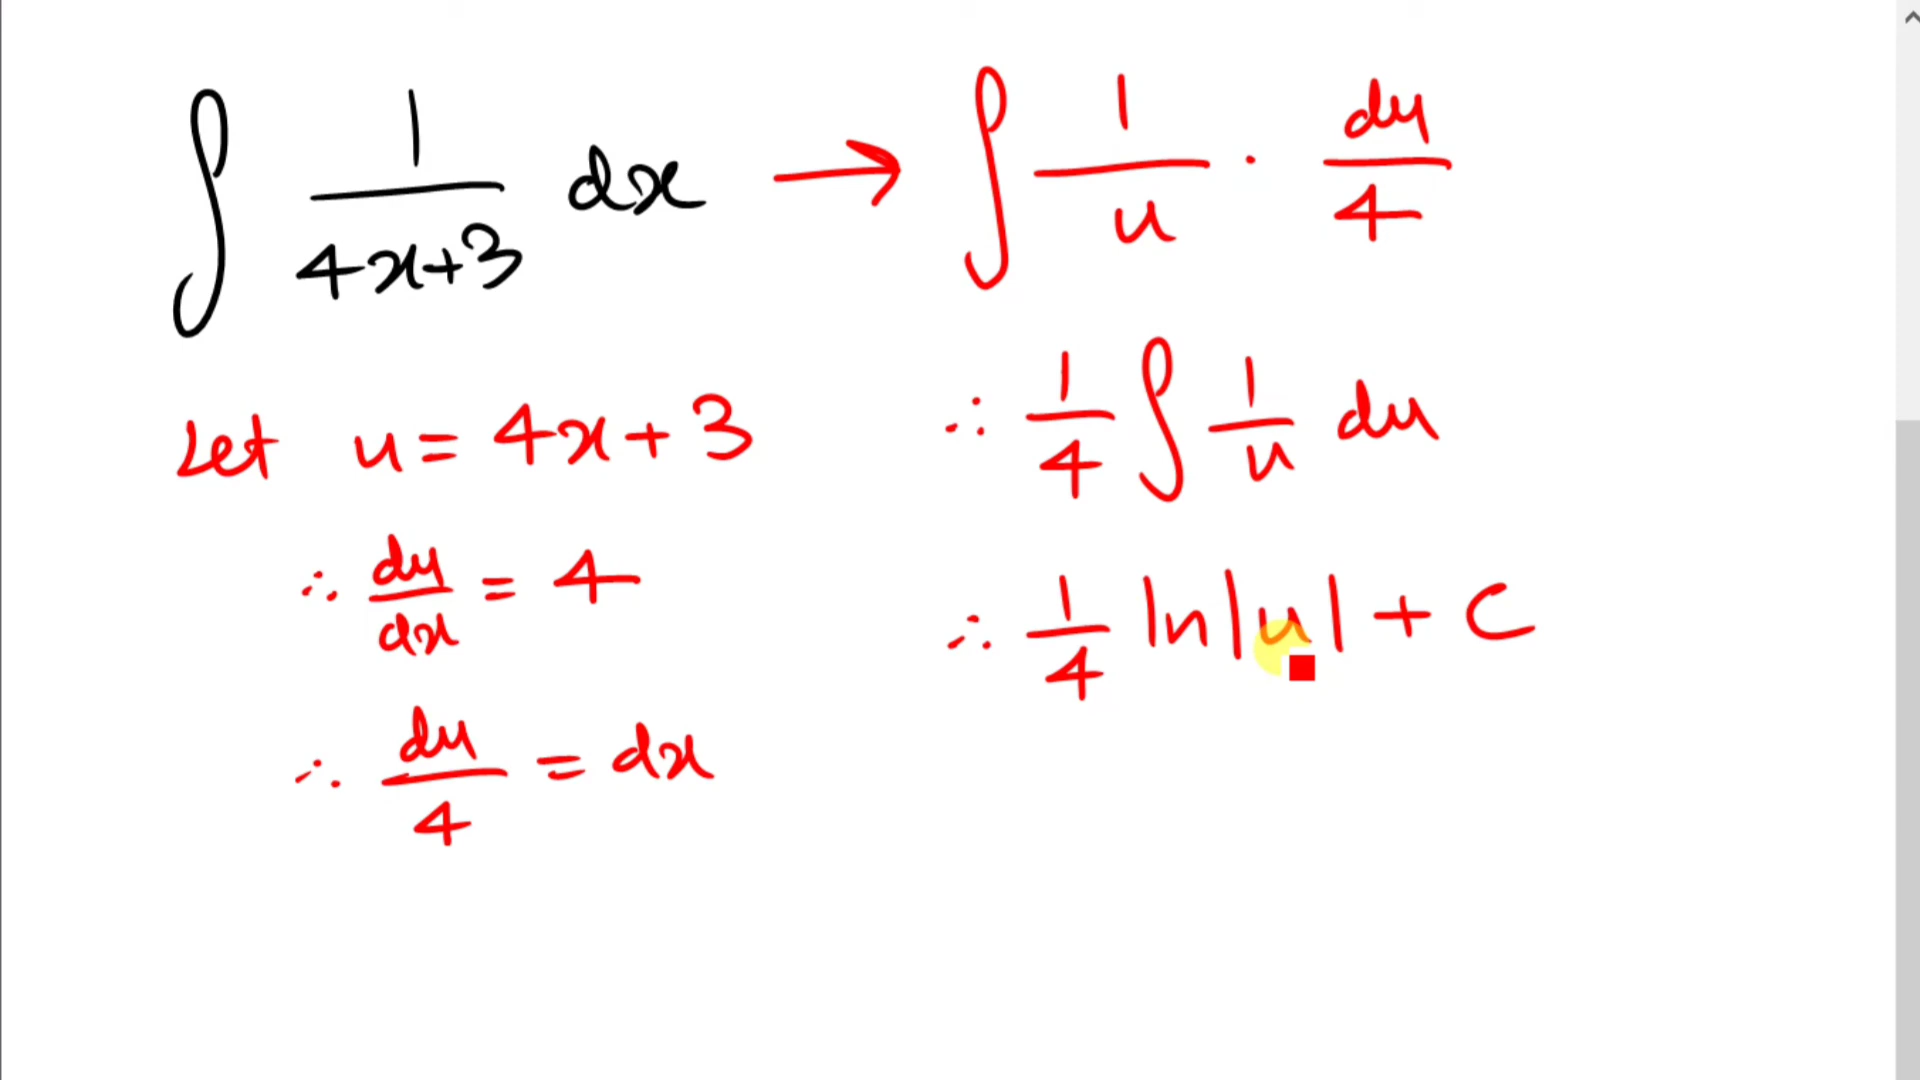 ∫ 1/(4x+3) dx → ∫ 1/u · du/4
Let u = 4x + 3
∴ du/dx = 4
∴ du/4 = dx
∴ 1/4 ∫ 1/u du
∴ 1/4 ln|u| + C